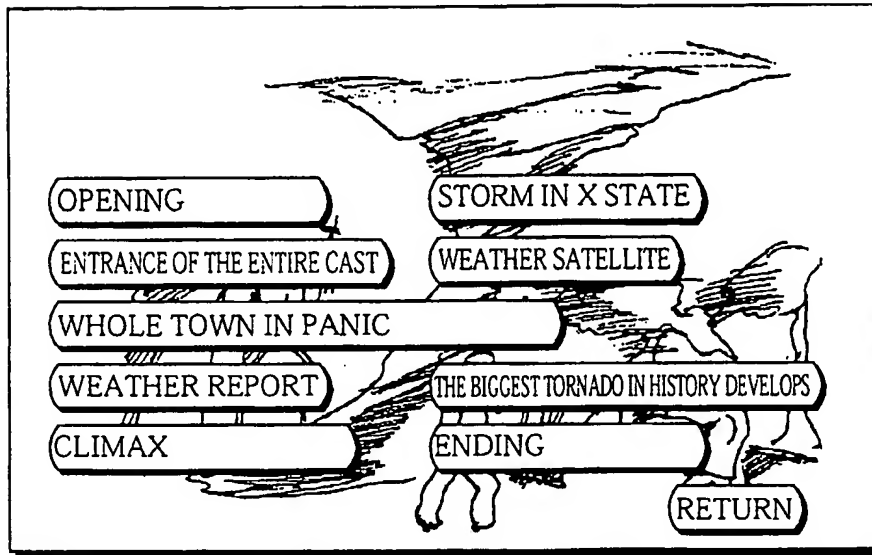 OPENING
STORM IN X STATE
ENTRANCE OF THE ENTIRE CAST
WEATHER SATELLITE
WHOLE TOWN IN PANIC
WEATHER REPORT
THE BIGGEST TORNADO IN HISTORY DEVELOPS
CLIMAX
ENDING
RETURN